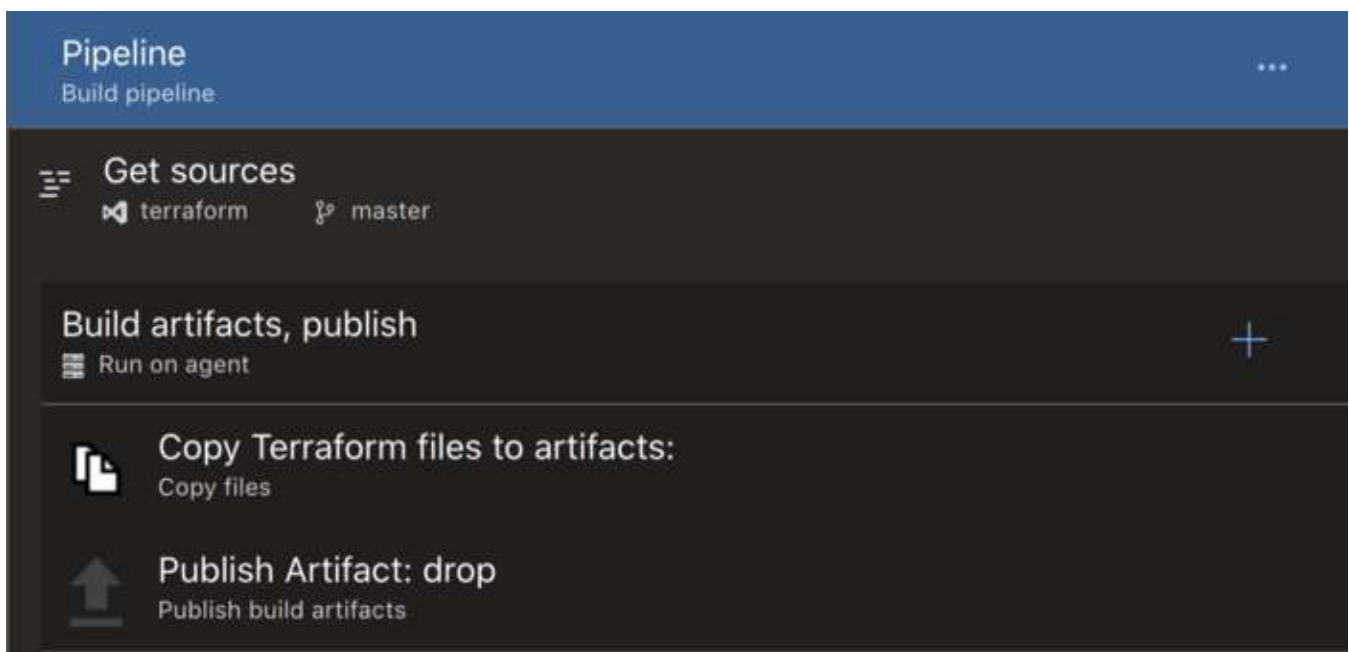 Pipeline
...
Build pipeline
Get sources
terraform master
Build artifacts, publish
Run on agent
Copy Terraform files to artifacts:
Copy files
Publish Artifact: drop
Publish build artifacts